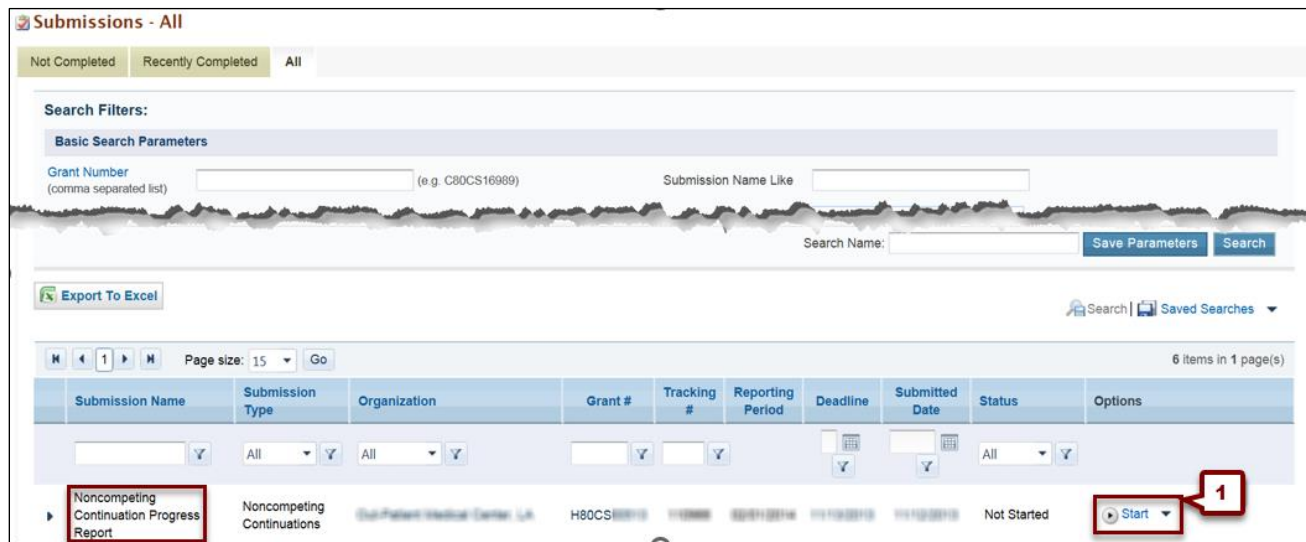 Submissions - All
Not Completed Recently Completed All
Search Filters:
Basic Search Parameters
Grant Number (e.g. C80CS16989) Submission Name Like
(comma separated list)
Search Name: Save Parameters Search
Export To Excel
Search | Saved Searches
1 Page size: 15 Go 6 items in 1 page(s)
Submission Name Submission Type Organization Grant # Tracking # Reporting Period Deadline Submitted Date Status Options
All All All
Noncompeting Continuation Progress Report Noncompeting Continuations H80CS Not Started Start
1